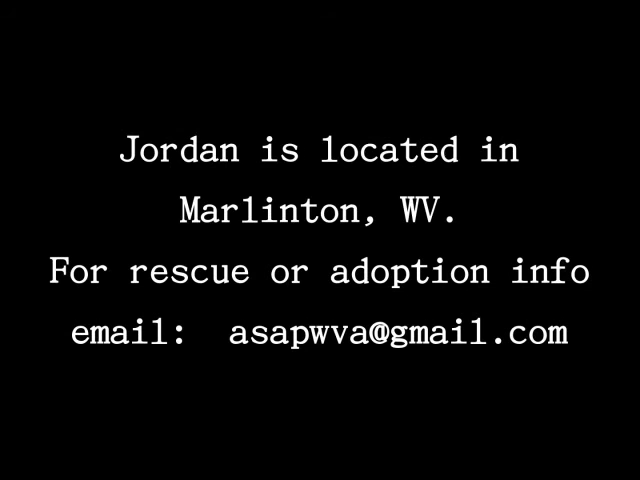 Jordan is located in
Marlinton, WV.
For rescue or adoption info
email:  asapwva@gmail.com